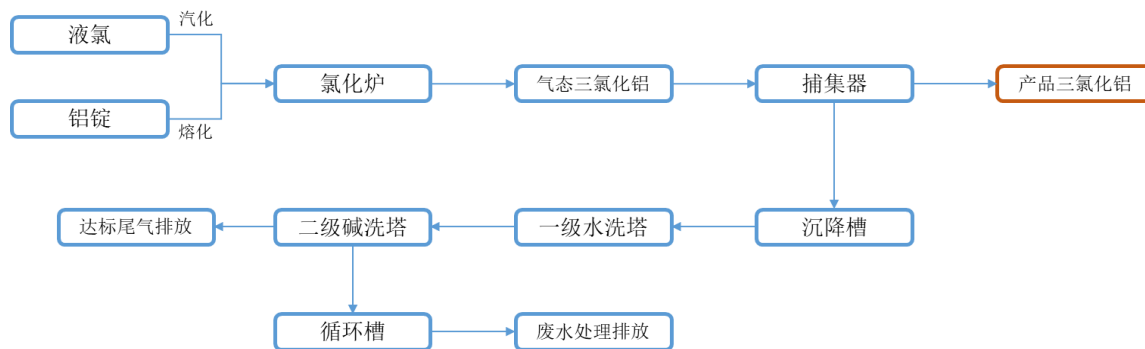 液氯
汽化
氯化炉
气态三氯化铝
捕集器
产品三氯化铝
铝锭
熔化
达标尾气排放
二级碱洗塔
一级水洗塔
沉降槽
循环槽
废水处理排放